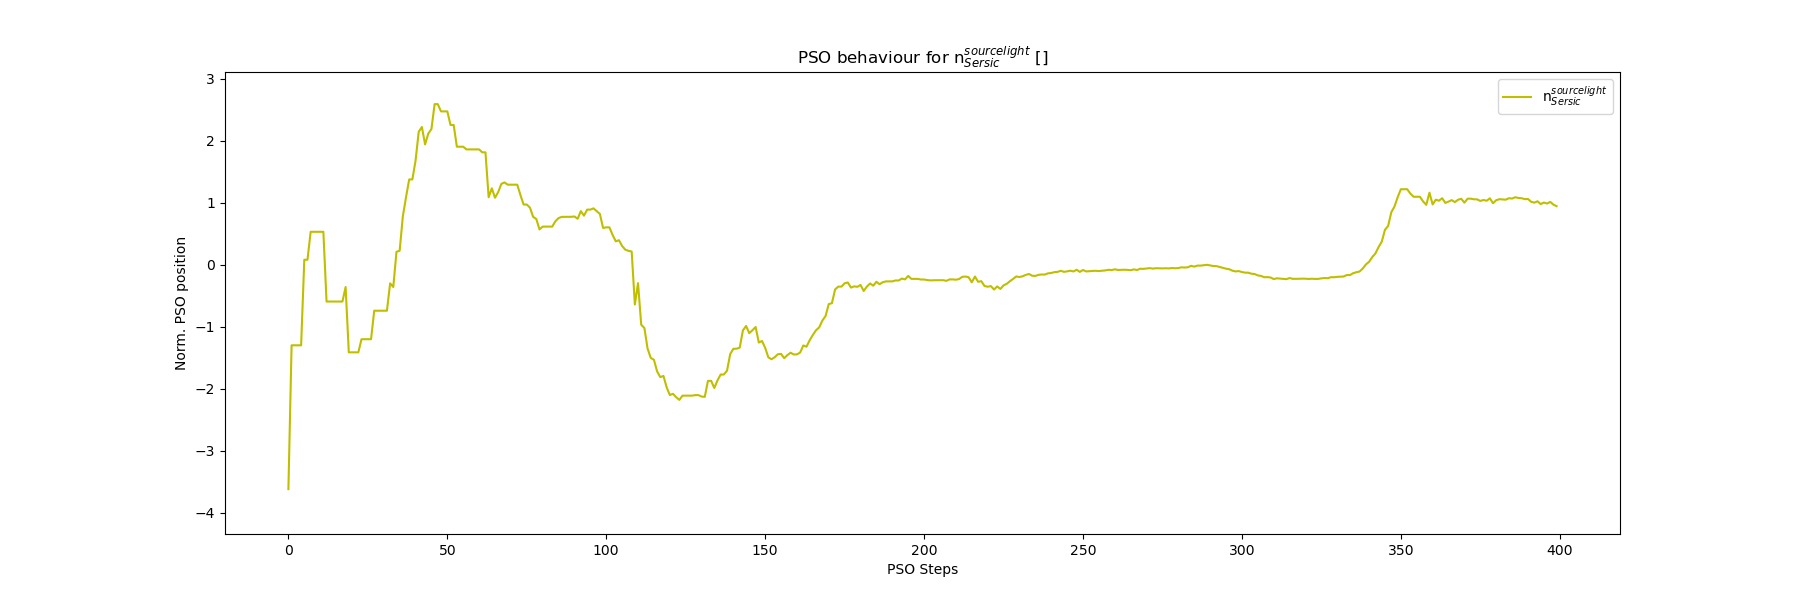 PSO behaviour for n$_{Sersic}^{sourcelight}$ []
n$_{Sersic}^{sourcelight}$
Norm. PSO position
3
2
1
0
−1
−2
−3
−4
0 50 100 150 200 250 300 350 400
PSO Steps